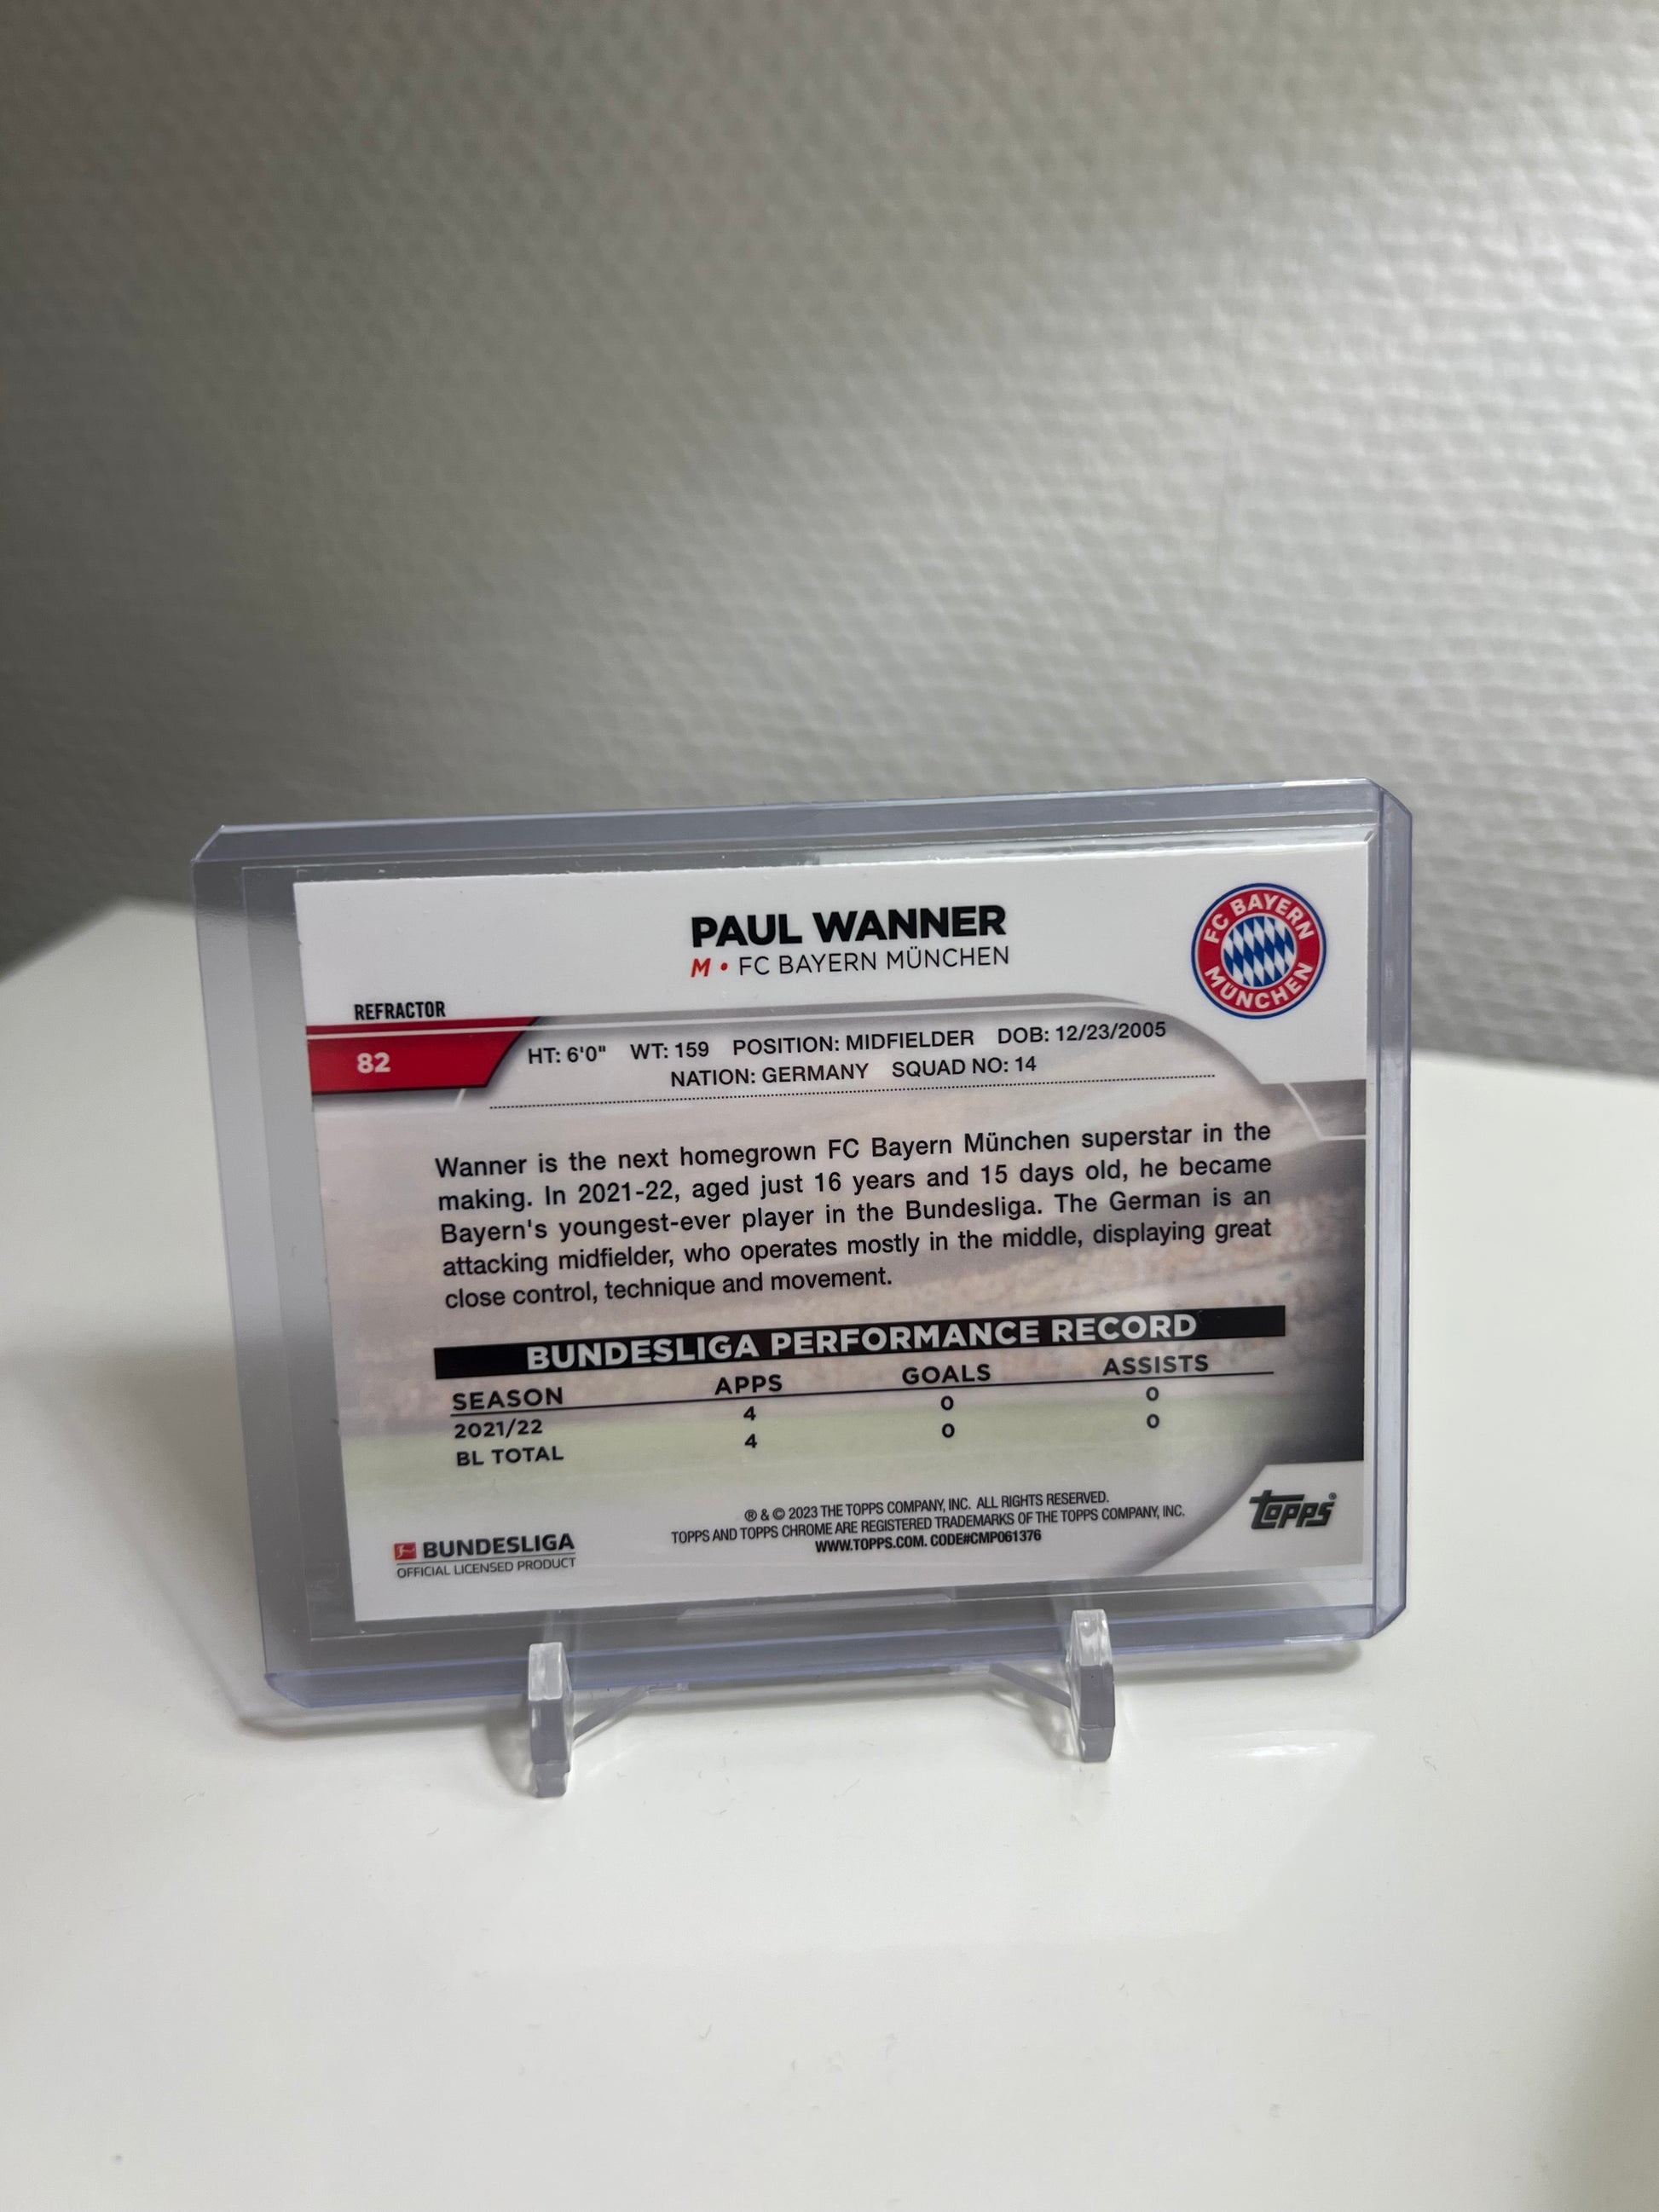 PAUL WANNER
M • FC BAYERN MÜNCHEN
FC BAYERN
MÜNCHEN
REFRACTOR
82
HT: 6'0" WT: 159 POSITION: MIDFIELDER DOB: 12/23/2005
NATION: GERMANY SQUAD NO: 14
Wanner is the next homegrown FC Bayern München superstar in the
making. In 2021-22, aged just 16 years and 15 days old, he became
Bayern's youngest-ever player in the Bundesliga. The German is an
attacking midfielder, who operates mostly in the middle, displaying great
close control, technique and movement.
BUNDESLIGA PERFORMANCE RECORD
SEASON APPS GOALS ASSISTS
2021/22 4 0 0
BL TOTAL 4 0 0
® & © 2023 THE TOPPS COMPANY, INC. ALL RIGHTS RESERVED.
TOPPS AND TOPPS CHROME ARE REGISTERED TRADEMARKS OF THE TOPPS COMPANY, INC.
WWW.TOPPS.COM. CODE#CMP061376
BUNDESLIGA
OFFICIAL LICENSED PRODUCT
topps®